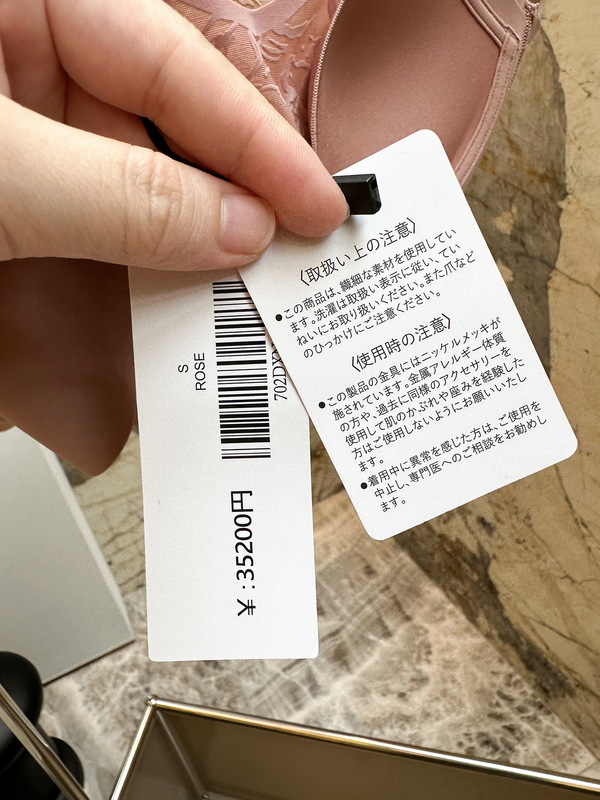 S
ROSE
702DX
¥:35200円
〈取扱い上の注意〉
●この商品は、繊細な素材を使用してい
ます。洗濯は取扱い表示に従い、てい
ねいにお取り扱いください。また爪など
のひっかけにご注意ください。
〈使用時の注意〉
●この製品の金具にはニッケルメッキが
施されています。金属アレルギー体質
の方や、過去に同様のアクセサリーを
使用して肌のかぶれや痒みを経験した
方はご使用しないようにお願いいたし
ます。
●着用中に異常を感じた方は、ご使用を
中止し、専門医へのご相談をお勧めし
ます。